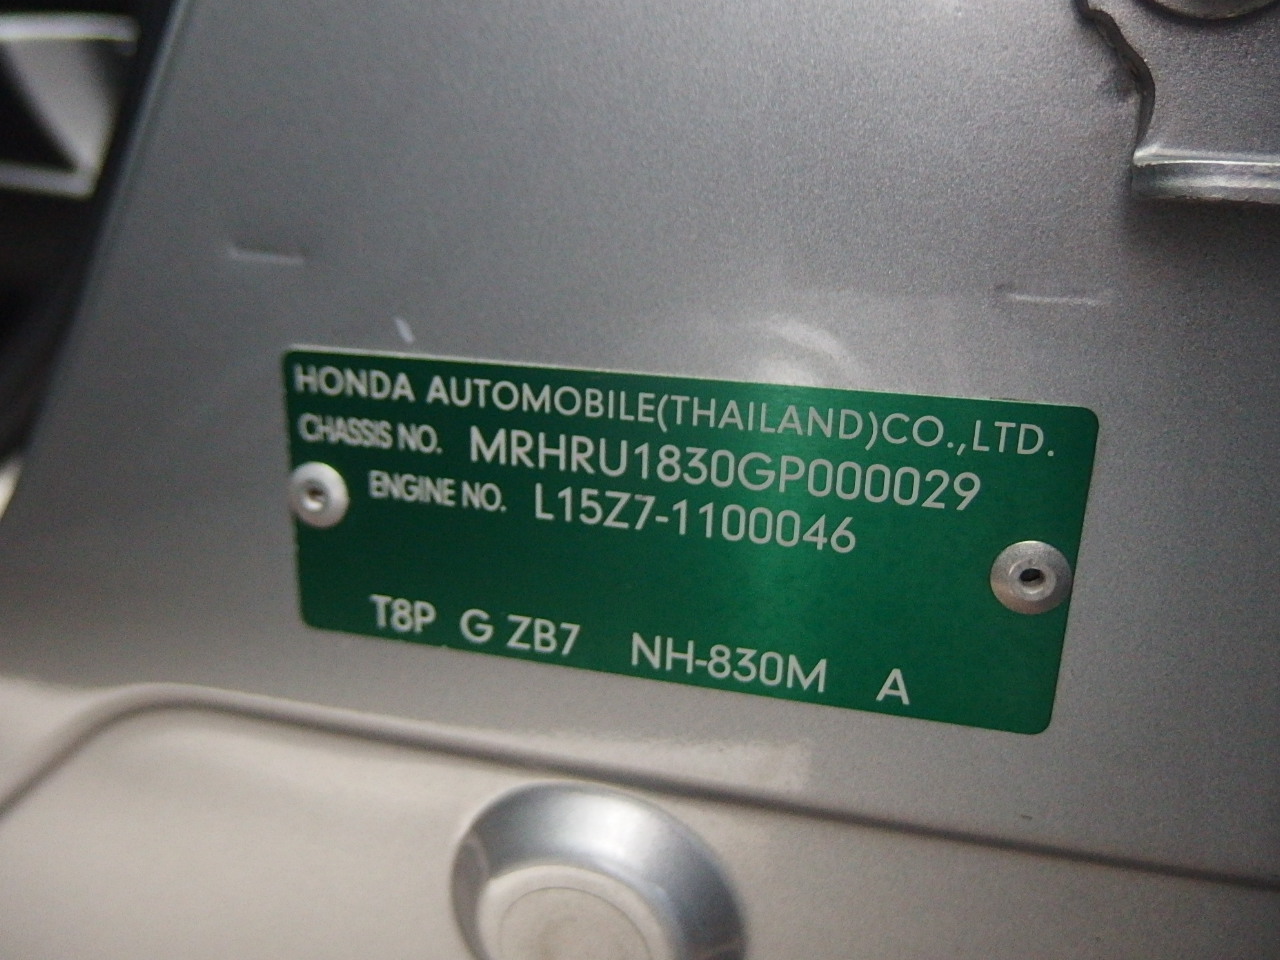 HONDA AUTOMOBILE(THAILAND)CO.,LTD.
CHASSIS NO. MRHRU1830GP000029
ENGINE NO. L15Z7-1100046
T8P G ZB7 NH-830M A